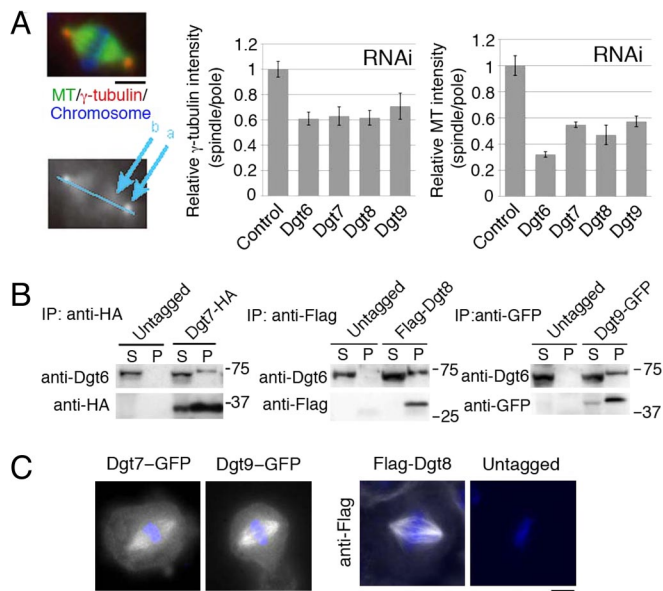 A
MT/γ-tubulin/
Chromosome
b a
Relative γ-tubulin intensity
(spindle/pole)
1.2
1
0.8
0.6
0.4
0.2
0
RNAi
Control
Dgt6
Dgt7
Dgt8
Dgt9
Relative MT intensity
(spindle/pole)
1.2
1
0.8
0.6
0.4
0.2
0
RNAi
Control
Dgt6
Dgt7
Dgt8
Dgt9
B
IP: anti-HA
Untagged
Dgt7-HA
S P S P
anti-Dgt6
-75
anti-HA
-37
IP: anti-Flag
Untagged
Flag-Dgt8
S P S P
anti-Dgt6
-75
anti-Flag
-25
IP:anti-GFP
Untagged
Dgt9-GFP
S P S P
anti-Dgt6
-75
anti-GFP
-37
C
Dgt7–GFP
Dgt9–GFP
Flag-Dgt8
Untagged
anti-Flag